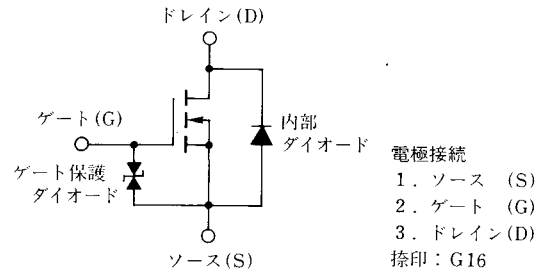 ドレイン(D)
ゲート(G)
内部
ダイオード
ゲート保護
ダイオード
ソース(S)
電極接続
1. ソース (S)
2. ゲート (G)
3. ドレイン(D)
捺印：G16